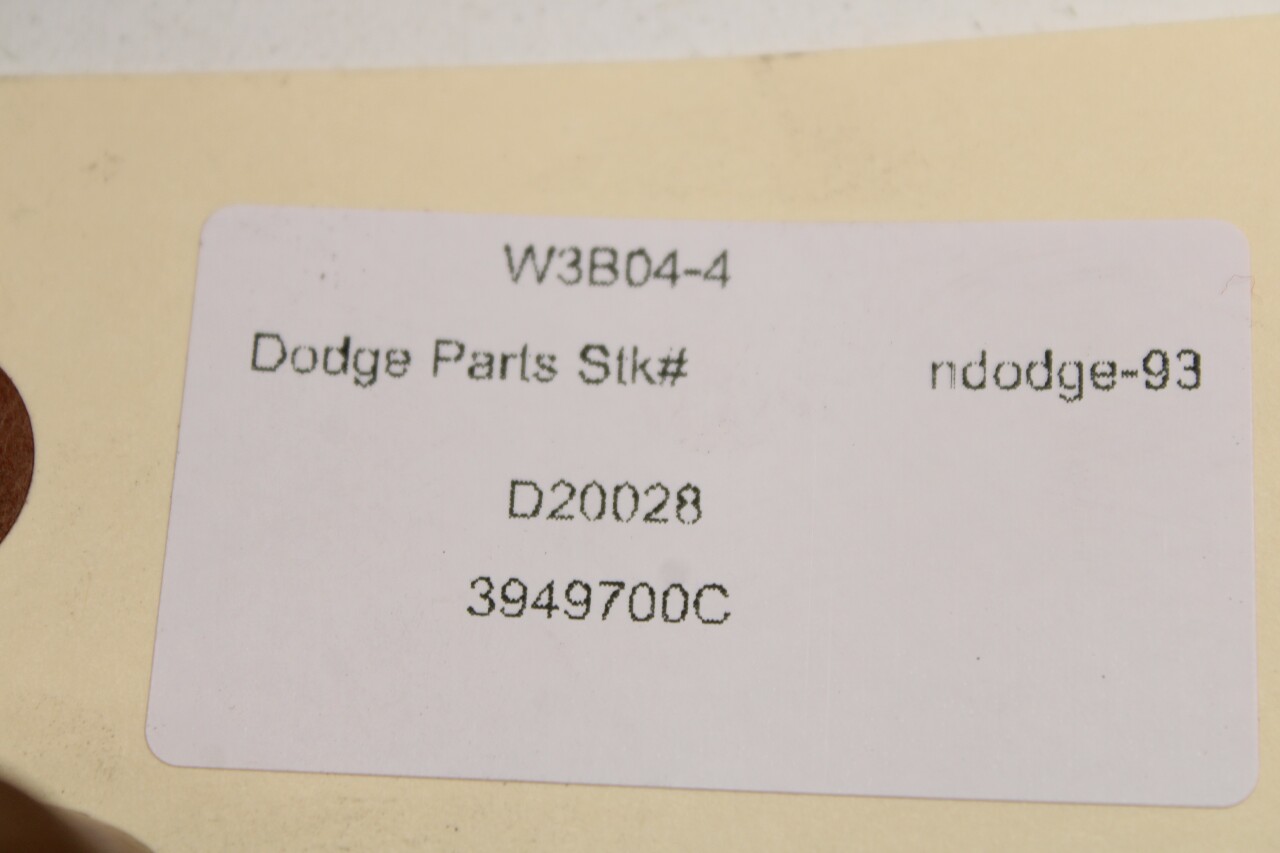 W3B04-4
Dodge Parts Stk# ndodge-93
D20028
3949700C